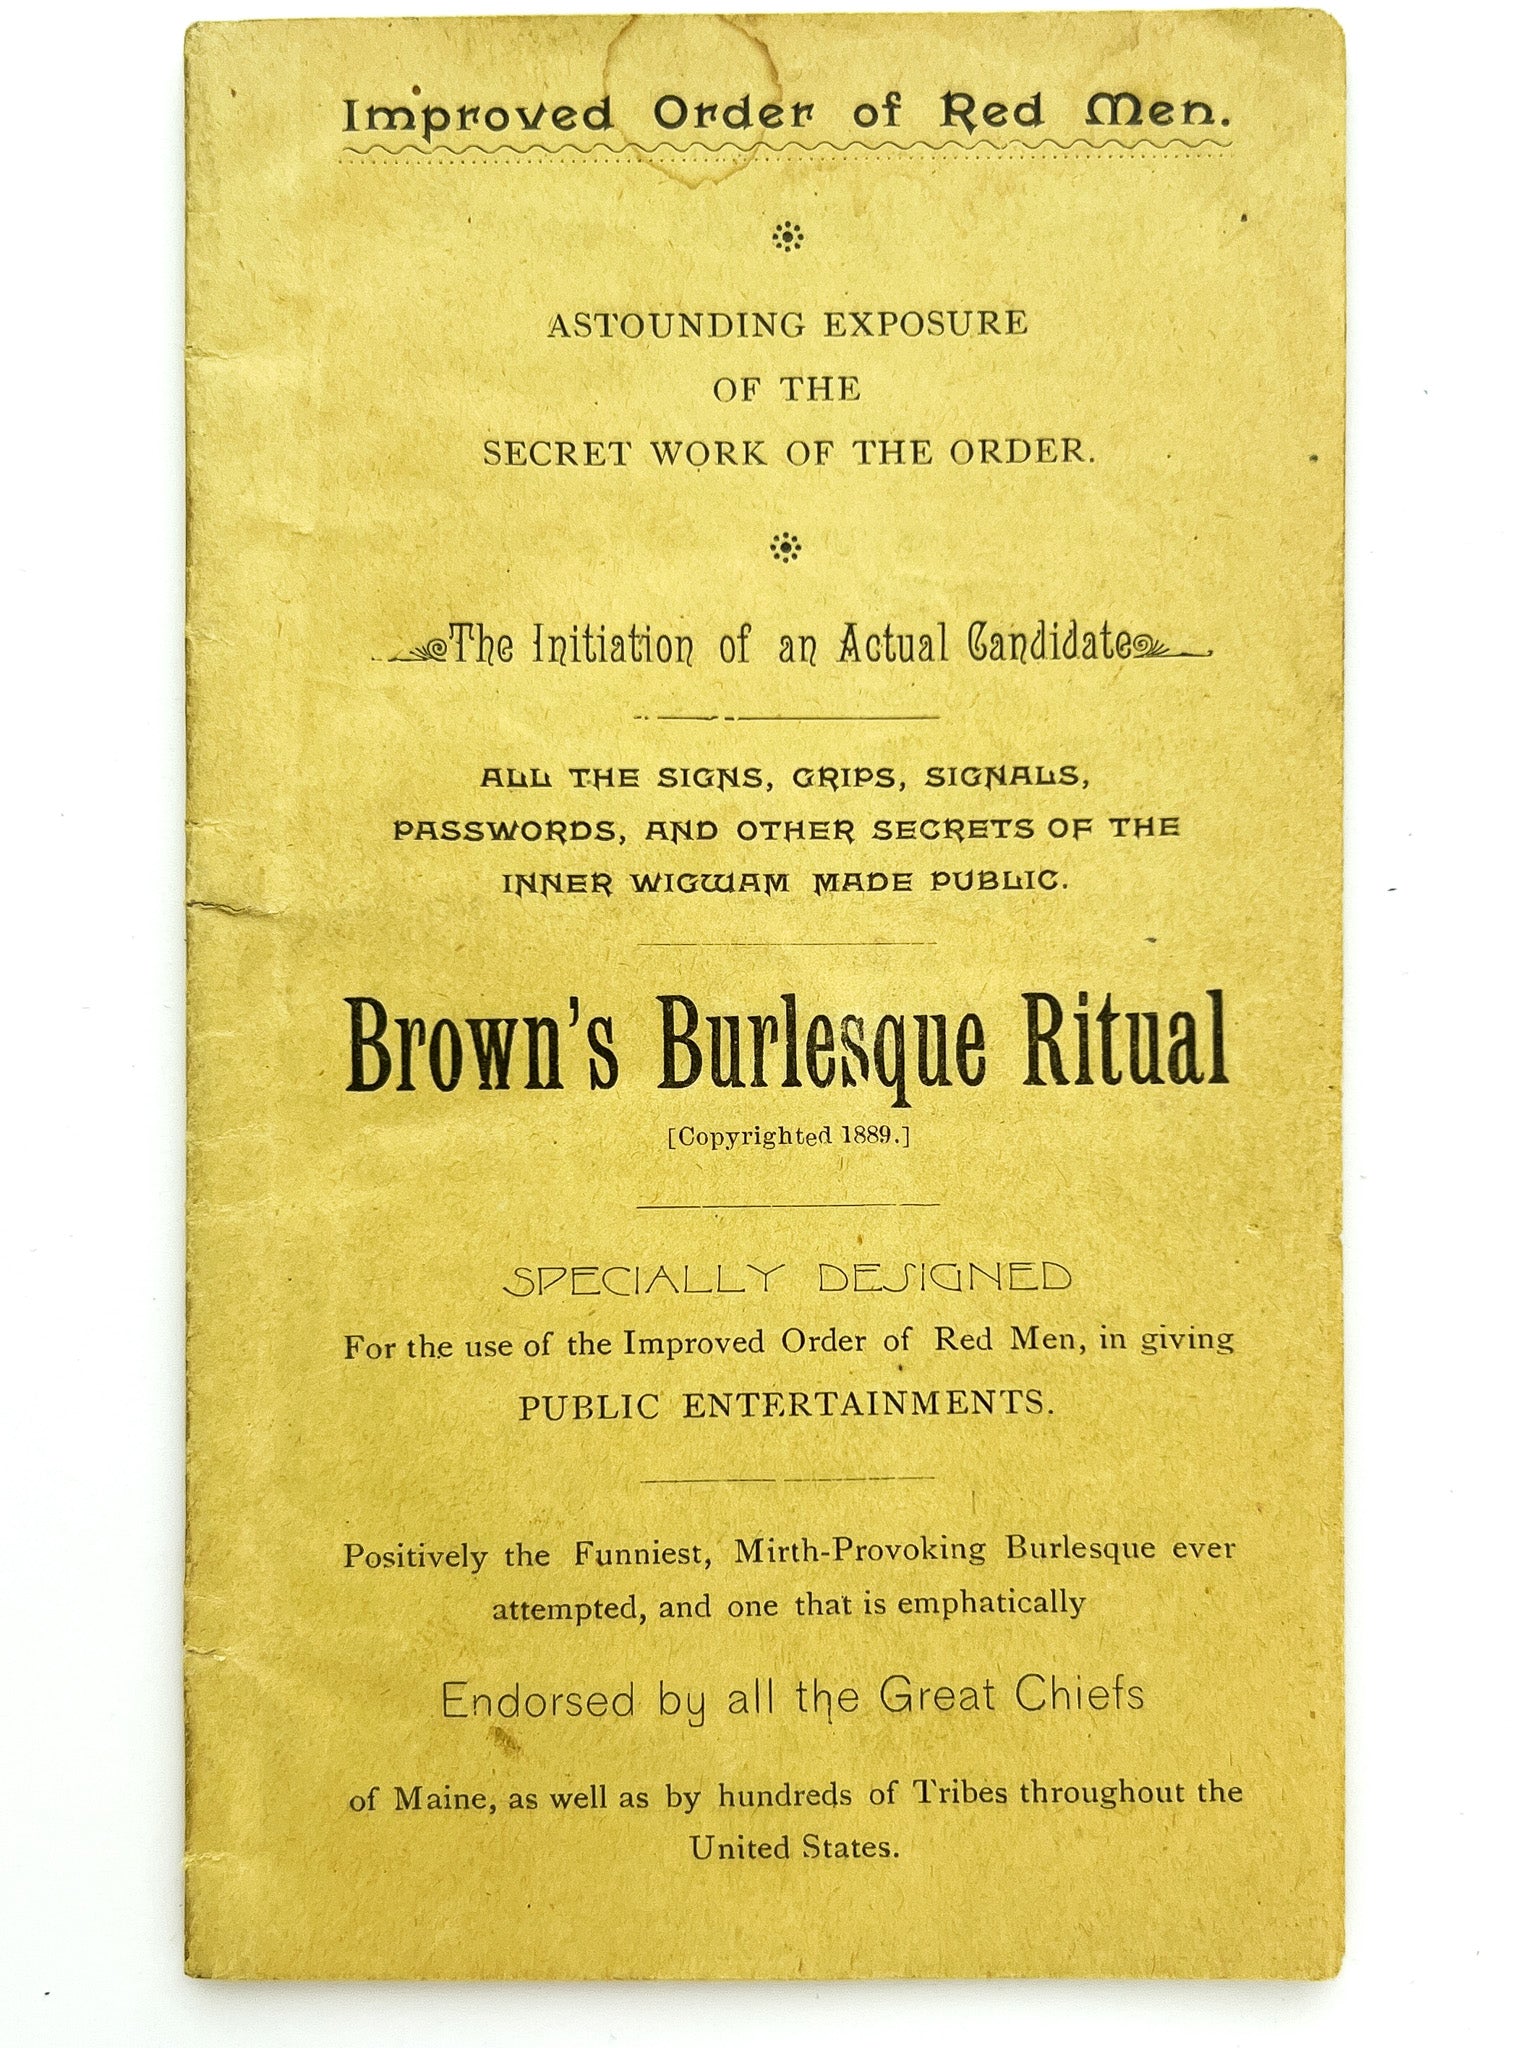 Improved Order of Red Men.
ASTOUNDING EXPOSURE
OF THE
SECRET WORK OF THE ORDER.
The Initiation of an Actual Candidate
ALL THE SIGNS, GRIPS, SIGNALS,
PASSWORDS, AND OTHER SECRETS OF THE
INNER WIGWAM MADE PUBLIC.
Brown's Burlesque Ritual
[Copyrighted 1889.]
SPECIALLY DESIGNED
For the use of the Improved Order of Red Men, in giving
PUBLIC ENTERTAINMENTS.
Positively the Funniest, Mirth-Provoking Burlesque ever
attempted, and one that is emphatically
Endorsed by all the Great Chiefs
of Maine, as well as by hundreds of Tribes throughout the
United States.